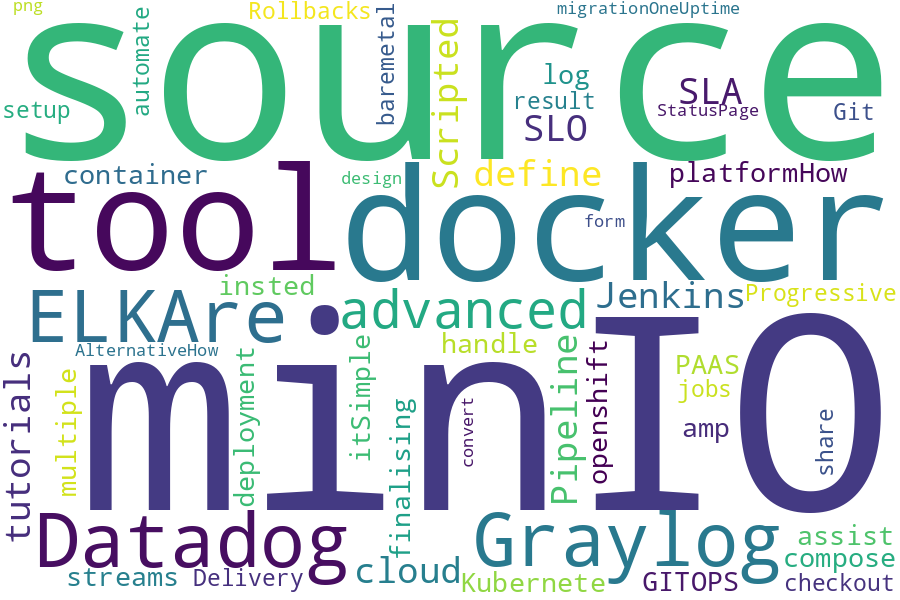 png
automate
Rollbacks
baremetal
Scripted
migrationOneUptime
source
log
SLA
setup
result
StatusPage
Git
SLO
container
design
define
platformHow
tool
docker
form
insted
ELKAre
advanced
Jenkins
Progressive
AlternativeHow
handle
minIO
tutorials
multiple
deployment
itSimple
finalising
convert
Pipeline
openshift
PAAS
jobs
amp
share
Datadog
Graylog
assist
cloud
compose
streams
Delivery
Kubernete
GITOPS
checkout